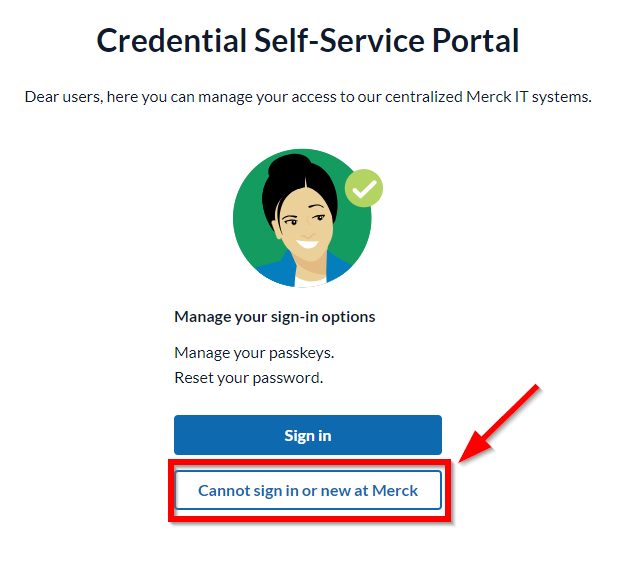 Credential Self-Service Portal
Dear users, here you can manage your access to our centralized Merck IT systems.
Manage your sign-in options
Manage your passkeys.
Reset your password.
Sign in
Cannot sign in or new at Merck